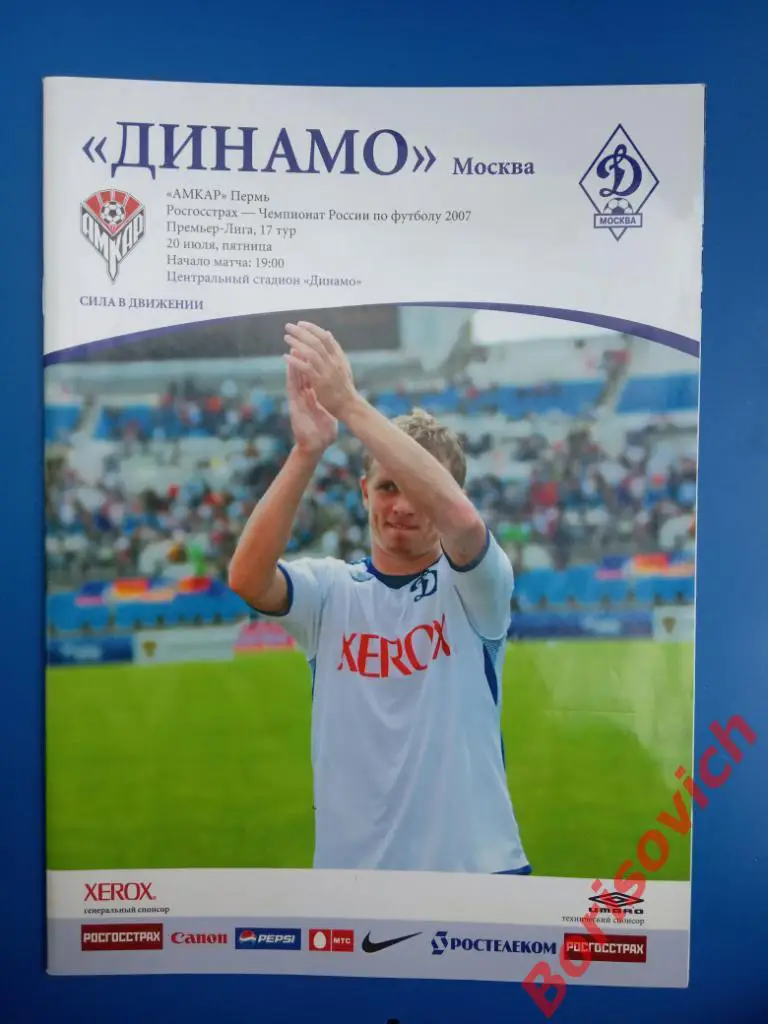 «ДИНАМО» Москва
«АМКАР» Пермь
Росгосстрах — Чемпионат России по футболу 2007
Премьер-Лига, 17 тур
20 июля, пятница
Начало матча: 19:00
Центральный стадион «Динамо»
СИЛА В ДВИЖЕНИИ
АМКАР
Д
МОСКВА
Д
XEROX
XEROX
генеральный спонсор
UMBRO
технический спонсор
РОСГОССТРАХ Canon PEPSI МТС РОСТЕЛЕКОМ РОСГОССТРАХ
Borisovich